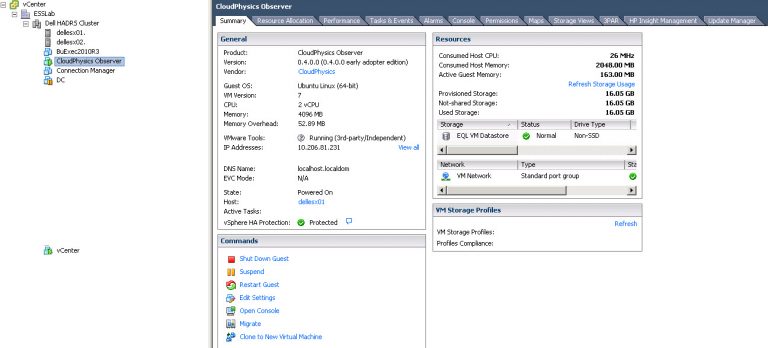 vCenter
ESSLab
Dell HADRS Cluster
dellesx01.
dellesx02.
BuExec2010R3
CloudPhysics Observer
Connection Manager
DC
vCenter
CloudPhysics Observer
Summary Resource Allocation Performance Tasks & Events Alarms Console Permissions Maps Storage Views 3PAR HP Insight Management Update Manager
General
Product: CloudPhysics Observer
Version: 0.4.0.0 (0.4.0.0 early adopter edition)
Vendor: CloudPhysics
Guest OS: Ubuntu Linux (64-bit)
VM Version: 7
CPU: 2 vCPU
Memory: 4096 MB
Memory Overhead: 52.89 MB
VMware Tools: Running (3rd-party/Independent)
IP Addresses: 10.206.81.231 View all
DNS Name: localhost.localdom
EVC Mode: N/A
State: Powered On
Host: dellesx01
Active Tasks:
vSphere HA Protection: Protected
Commands
Shut Down Guest
Suspend
Restart Guest
Edit Settings
Open Console
Migrate
Clone to New Virtual Machine
Resources
Consumed Host CPU: 26 MHz
Consumed Host Memory: 2048.00 MB
Active Guest Memory: 163.00 MB
Refresh Storage Usage
Provisioned Storage: 16.05 GB
Not-shared Storage: 16.05 GB
Used Storage: 16.05 GB
Storage Status Drive Type
EQL VM Datastore Normal Non-SSD
Network Type Sta
VM Network Standard port group
VM Storage Profiles
Refresh
VM Storage Profiles:
Profiles Compliance: